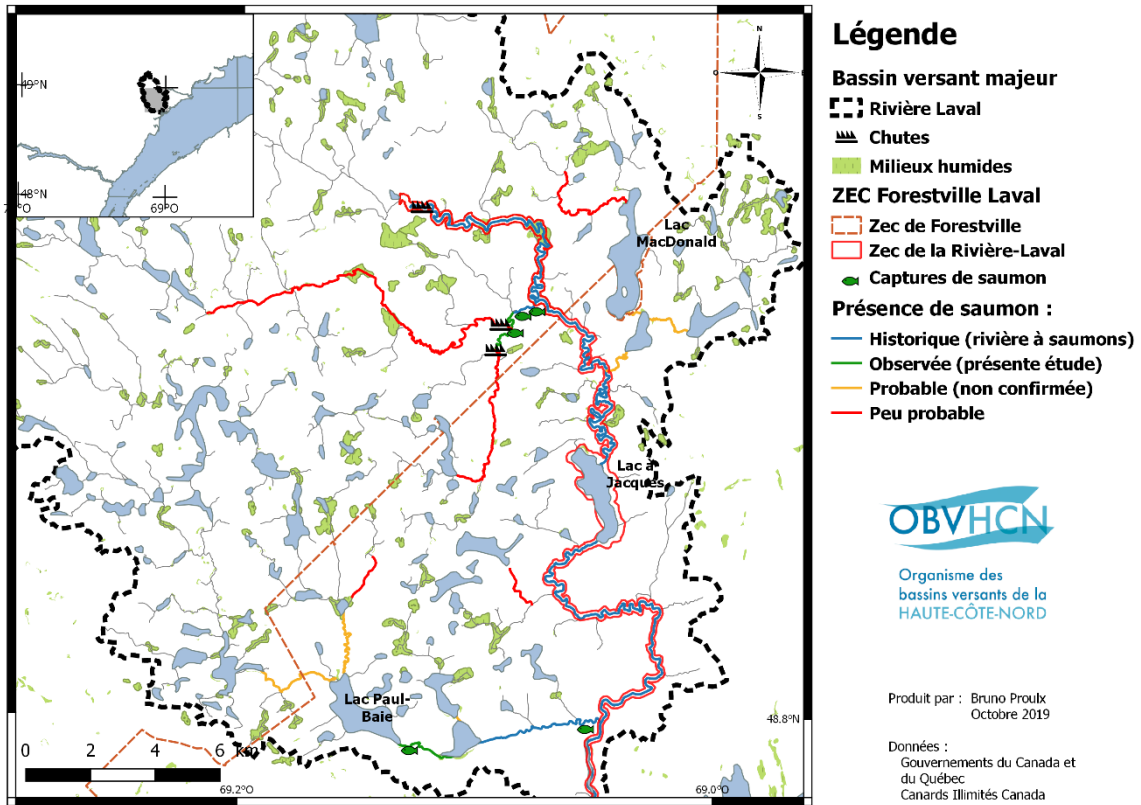 49°N
48°N
69°O
N
S
Lac
MacDonald
Lac à
Jacques
Lac Paul-
Baie
48.8°N
0 2 4 6 km
69.2°O
69.0°O
Légende
Bassin versant majeur
Rivière Laval
Chutes
Milieux humides
ZEC Forestville Laval
Zec de Forestville
Zec de la Rivière-Laval
Captures de saumon
Présence de saumon :
Historique (rivière à saumons)
Observée (présente étude)
Probable (non confirmée)
Peu probable
OBVHCN
Organisme des
bassins versants de la
HAUTE-CÔTE-NORD
Produit par : Bruno Proulx
Octobre 2019
Données :
Gouvernements du Canada et
du Québec
Canards Illimités Canada